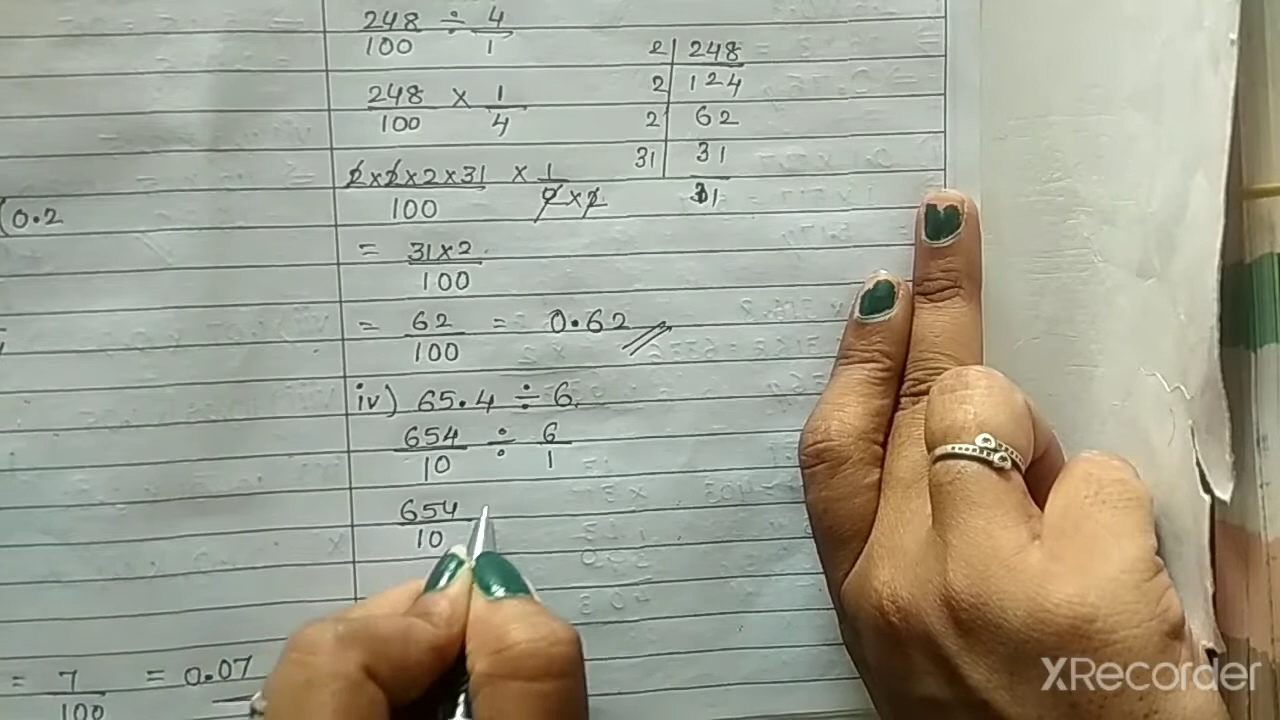 248/100 ÷ 4/1
248/100 × 1/4
2×2×2×31/100 × 1/2×2
= 31×2/100
= 62/100 = 0.62
iv) 65.4 ÷ 6
654/10 ÷ 6/1
654/10
2 | 248
2 | 124
2 | 62
31 | 31
(0.2
= 7/100 = 0.07
XRecorder